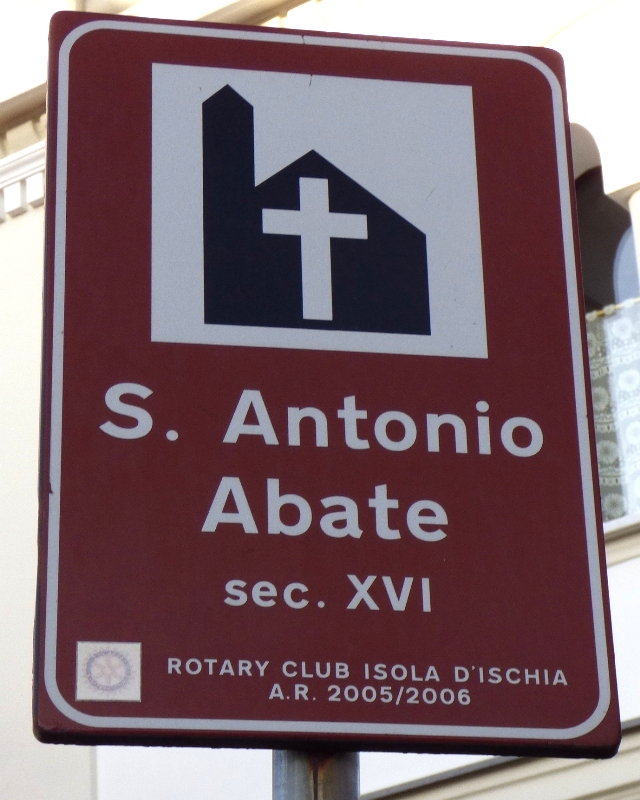 S. Antonio
Abate
sec. XVI
ROTARY CLUB ISOLA D'ISCHIA
A.R. 2005/2006